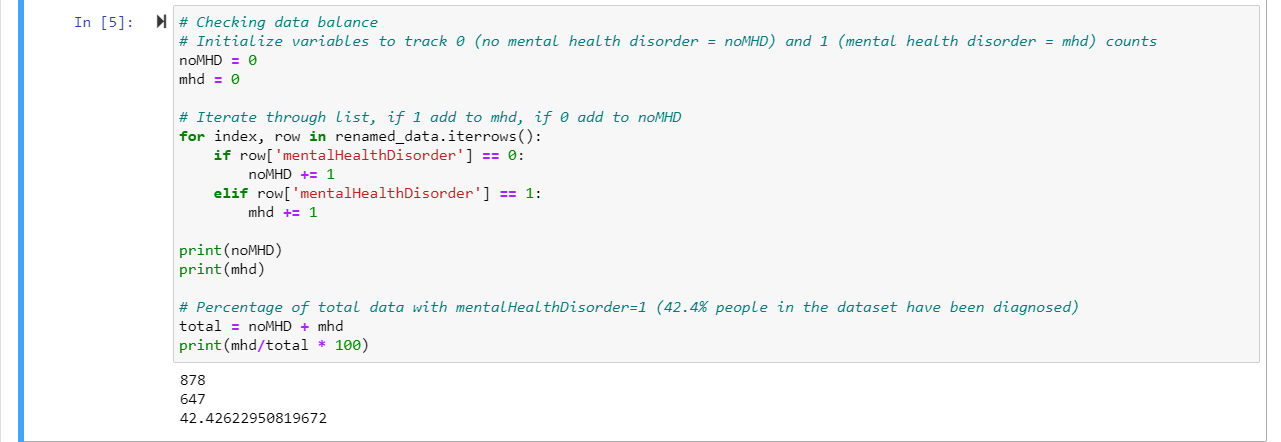 In [5]:
# Checking data balance
# Initialize variables to track 0 (no mental health disorder = noMHD) and 1 (mental health disorder = mhd) counts
noMHD = 0
mhd = 0
# Iterate through list, if 1 add to mhd, if 0 add to noMHD
for index, row in renamed_data.iterrows():
    if row['mentalHealthDisorder'] == 0:
        noMHD += 1
    elif row['mentalHealthDisorder'] == 1:
        mhd += 1
print(noMHD)
print(mhd)
# Percentage of total data with mentalHealthDisorder=1 (42.4% people in the dataset have been diagnosed)
total = noMHD + mhd
print(mhd/total * 100)
878
647
42.42622950819672